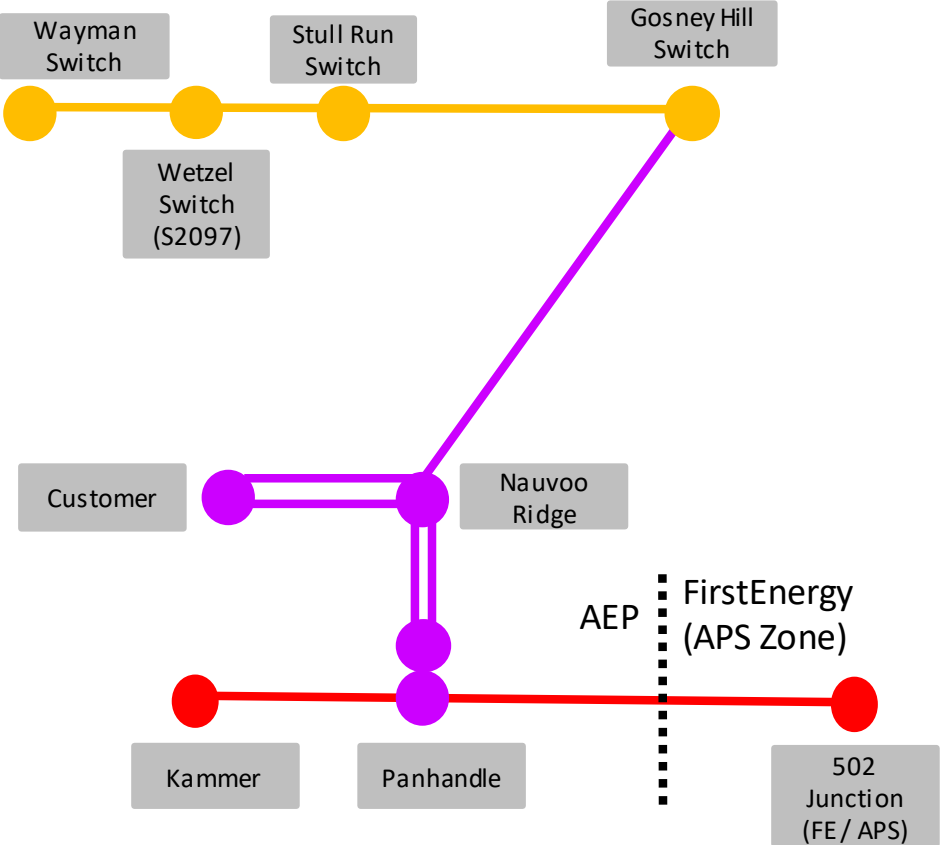 Wayman
Switch
Stull Run
Switch
Gosney Hill
Switch
Wetzel
Switch
(S2097)
Customer
Nauvoo
Ridge
AEP
FirstEnergy
(APS Zone)
Kammer
Panhandle
502
Junction
(FE / APS)